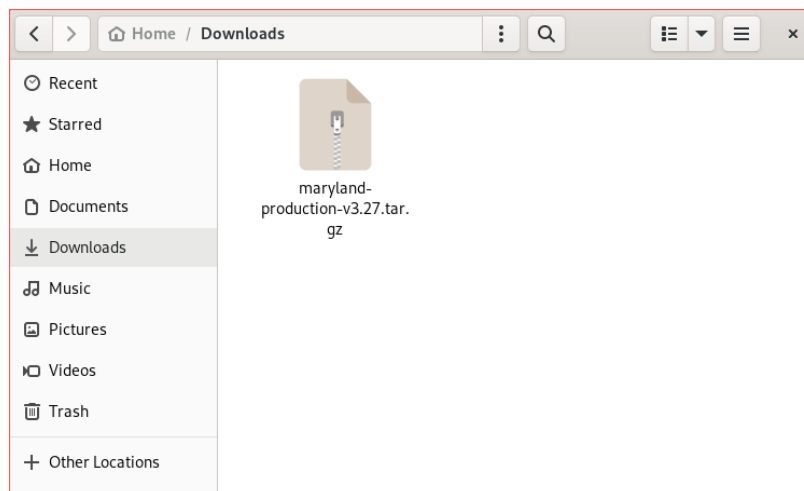 Home / Downloads
Recent
Starred
Home
Documents
Downloads
Music
Pictures
Videos
Trash
Other Locations
maryland-
production-v3.27.tar.
gz